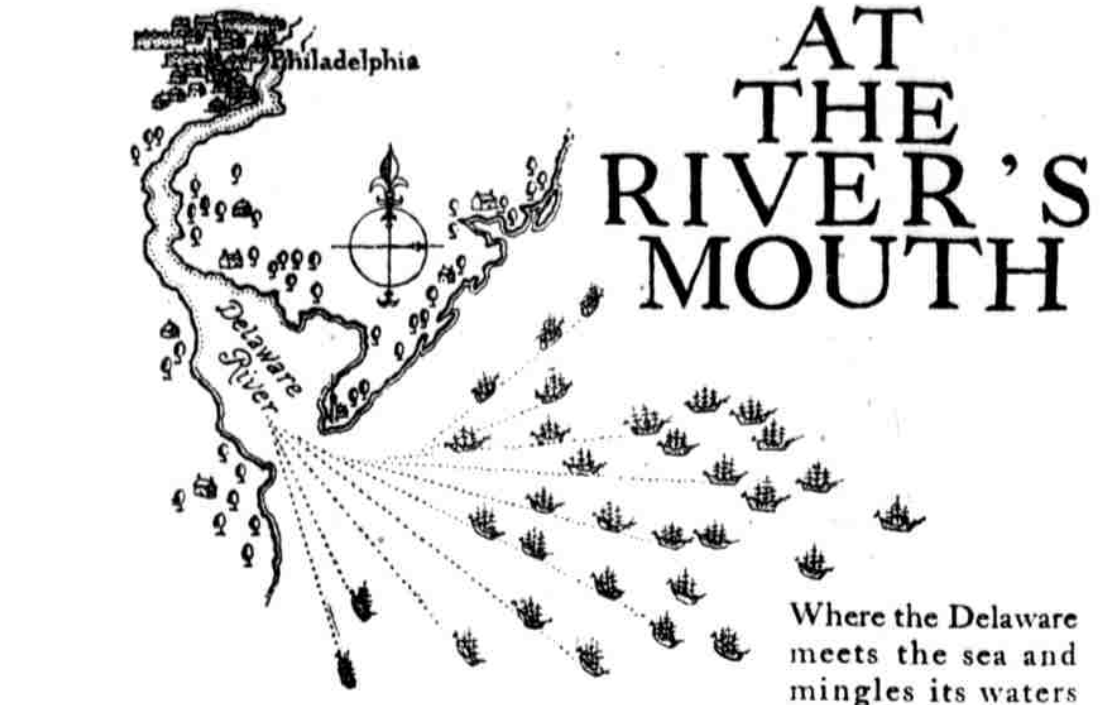 Philadelphia
AT
THE
RIVER'S
MOUTH
Delaware
River
Where the Delaware
meets the sea and
mingles its waters